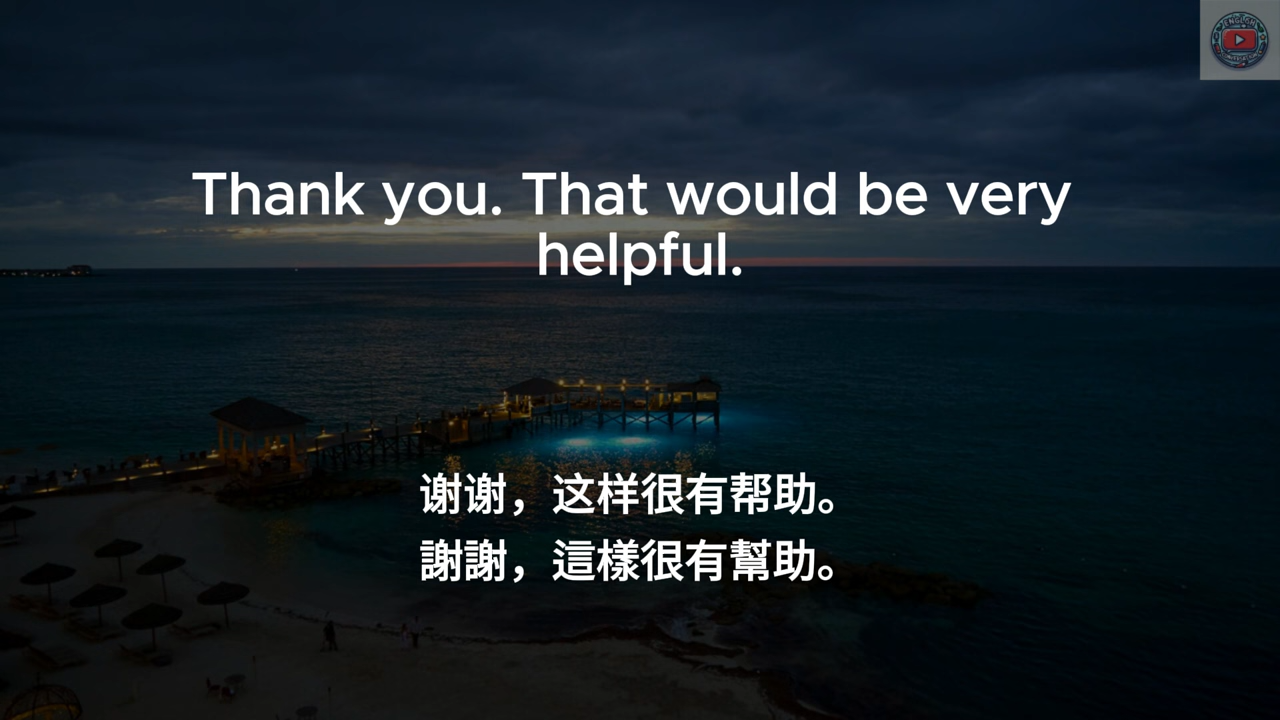 Thank you. That would be very
helpful.
谢谢，这样很有帮助。
謝謝，這樣很有幫助。
ENGLISH